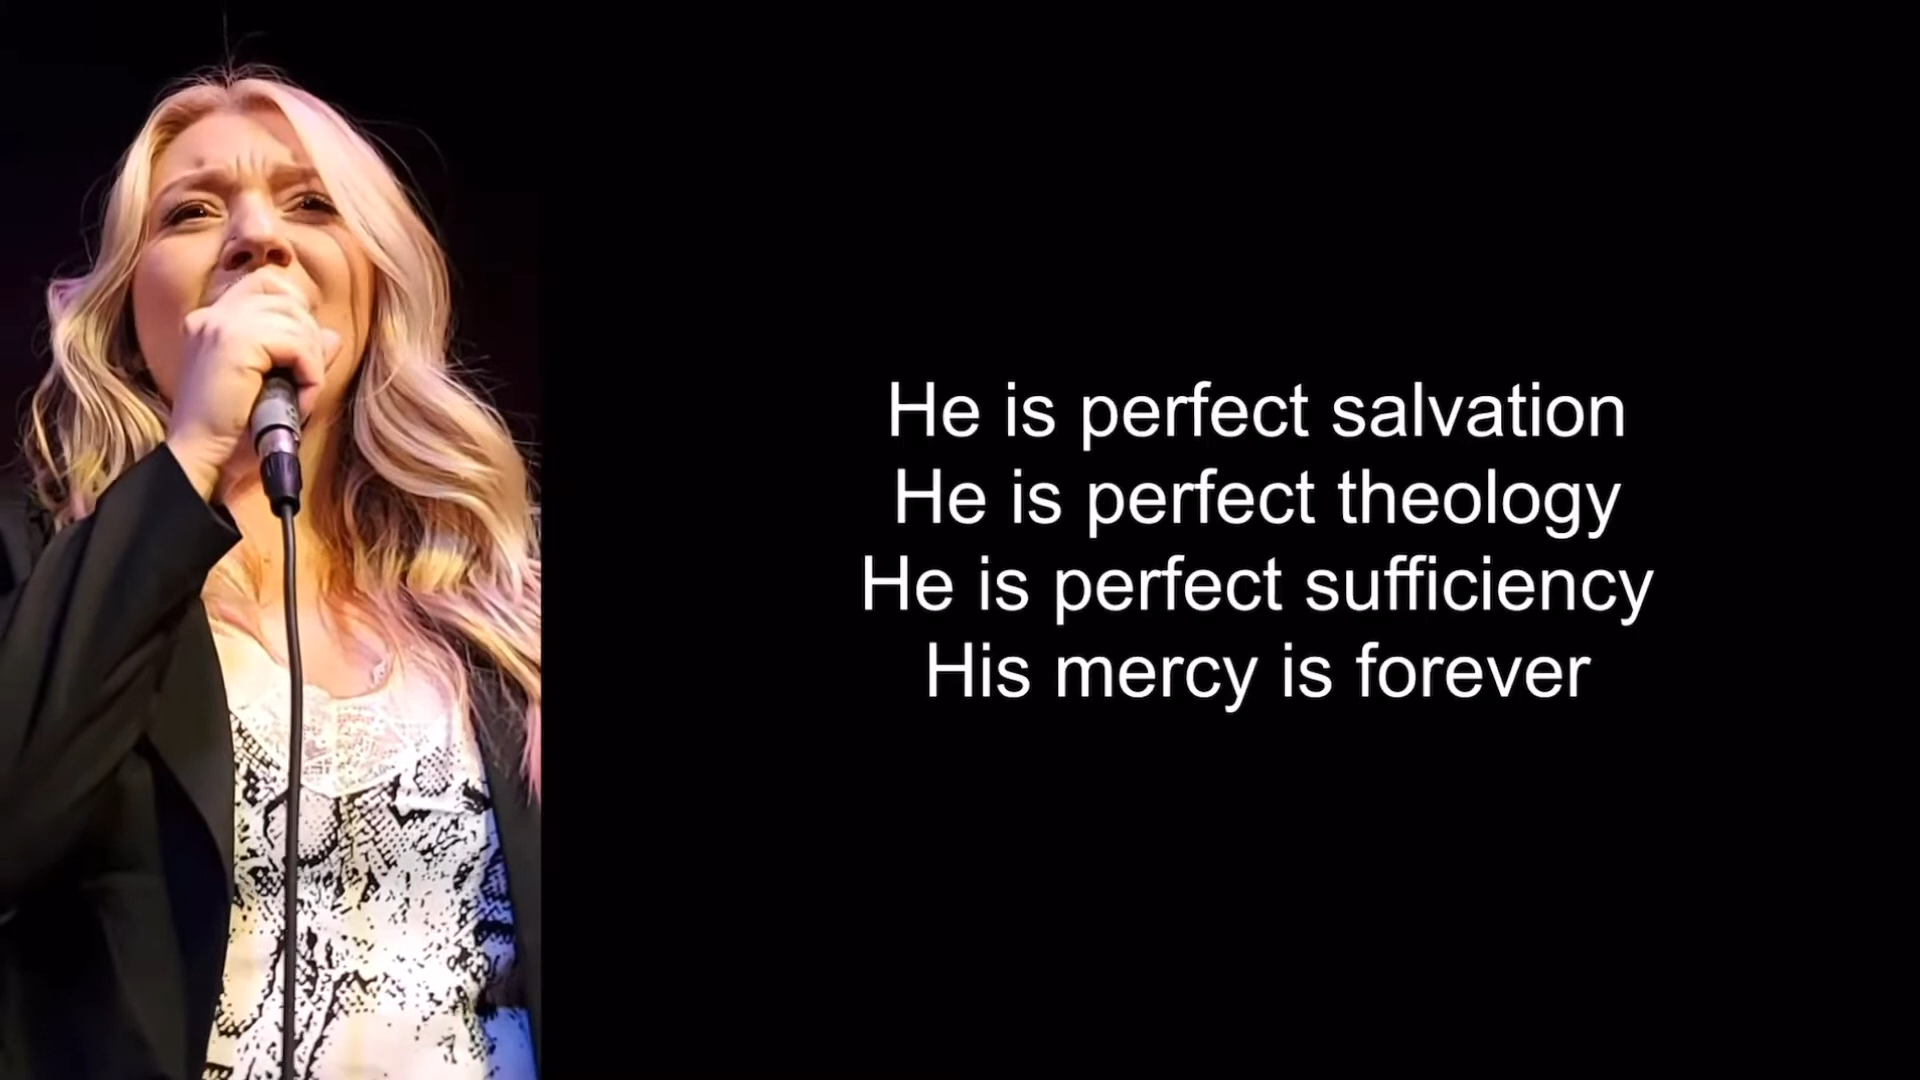 He is perfect salvation
He is perfect theology
He is perfect sufficiency
His mercy is forever